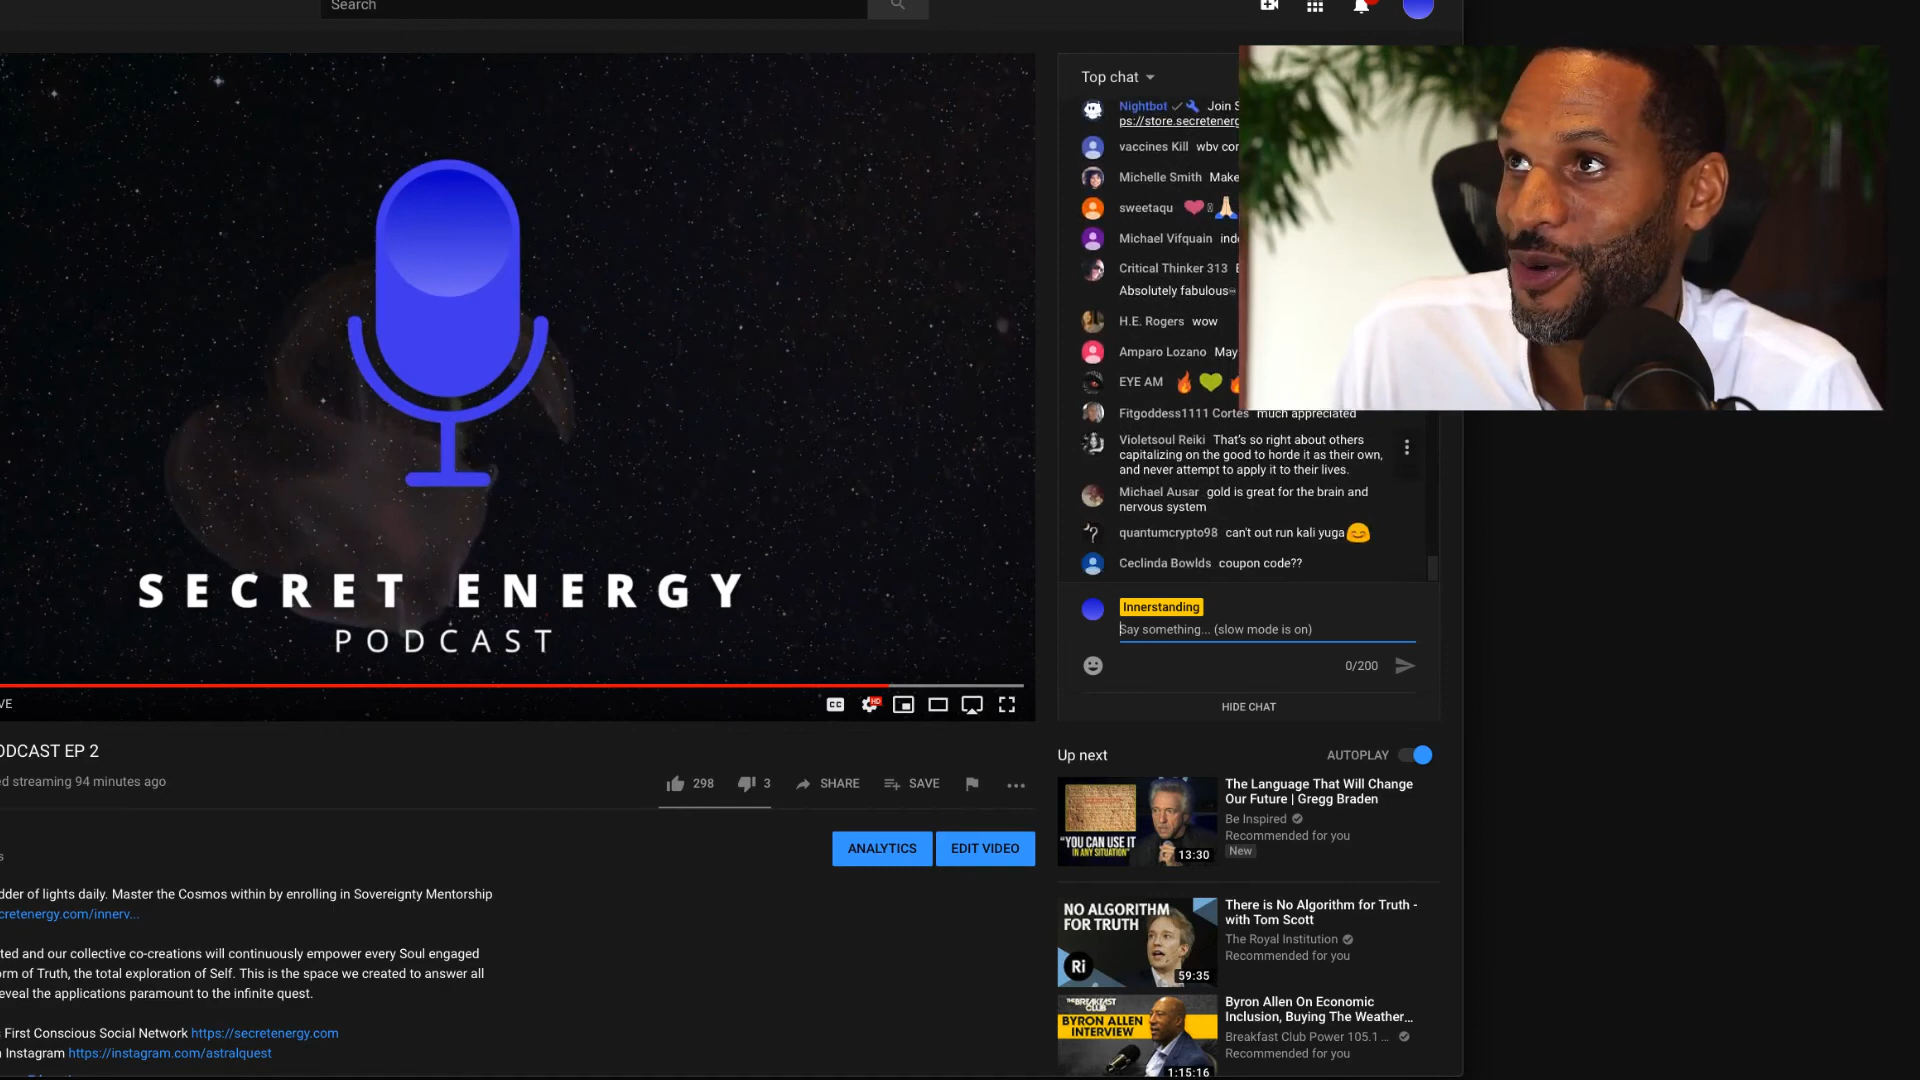 Search
SECRET ENERGY
PODCAST
VE
ODCAST EP 2
ed streaming 94 minutes ago
298
3
SHARE
SAVE
ANALYTICS
EDIT VIDEO
s
dder of lights daily. Master the Cosmos within by enrolling in Sovereignty Mentorship
cretenergy.com/innerv...
ted and our collective co-creations will continuously empower every Soul engaged
orm of Truth, the total exploration of Self. This is the space we created to answer all
eveal the applications paramount to the infinite quest.
First Conscious Social Network https://secretenergy.com
Instagram https://instagram.com/astralquest
CC
HD
Top chat
Nightbot Join S
ps://store.secretenerg
vaccines Kill wbv cor
Michelle Smith Make
sweetaqu
Michael Vifquain inde
Critical Thinker 313
Absolutely fabulous
H.E. Rogers wow
Amparo Lozano May
EYE AM
Fitgoddess1111 Cortes much appreciated
Violetsoul Reiki That's so right about others
capitalizing on the good to horde it as their own,
and never attempt to apply it to their lives.
Michael Ausar gold is great for the brain and
nervous system
quantumcrypto98 can't out run kali yuga
Ceclinda Bowlds coupon code??
Innerstanding
Say something... (slow mode is on)
0/200
HIDE CHAT
Up next
AUTOPLAY
"YOU CAN USE IT
IN ANY SITUATION"
13:30
The Language That Will Change
Our Future | Gregg Braden
Be Inspired
Recommended for you
New
NO ALGORITHM
FOR TRUTH
Ri
59:35
There is No Algorithm for Truth -
with Tom Scott
The Royal Institution
Recommended for you
THE BREAKFAST
CLUB
BYRON ALLEN
INTERVIEW
1:15:16
Byron Allen On Economic
Inclusion, Buying The Weather...
Breakfast Club Power 105.1 ...
Recommended for you